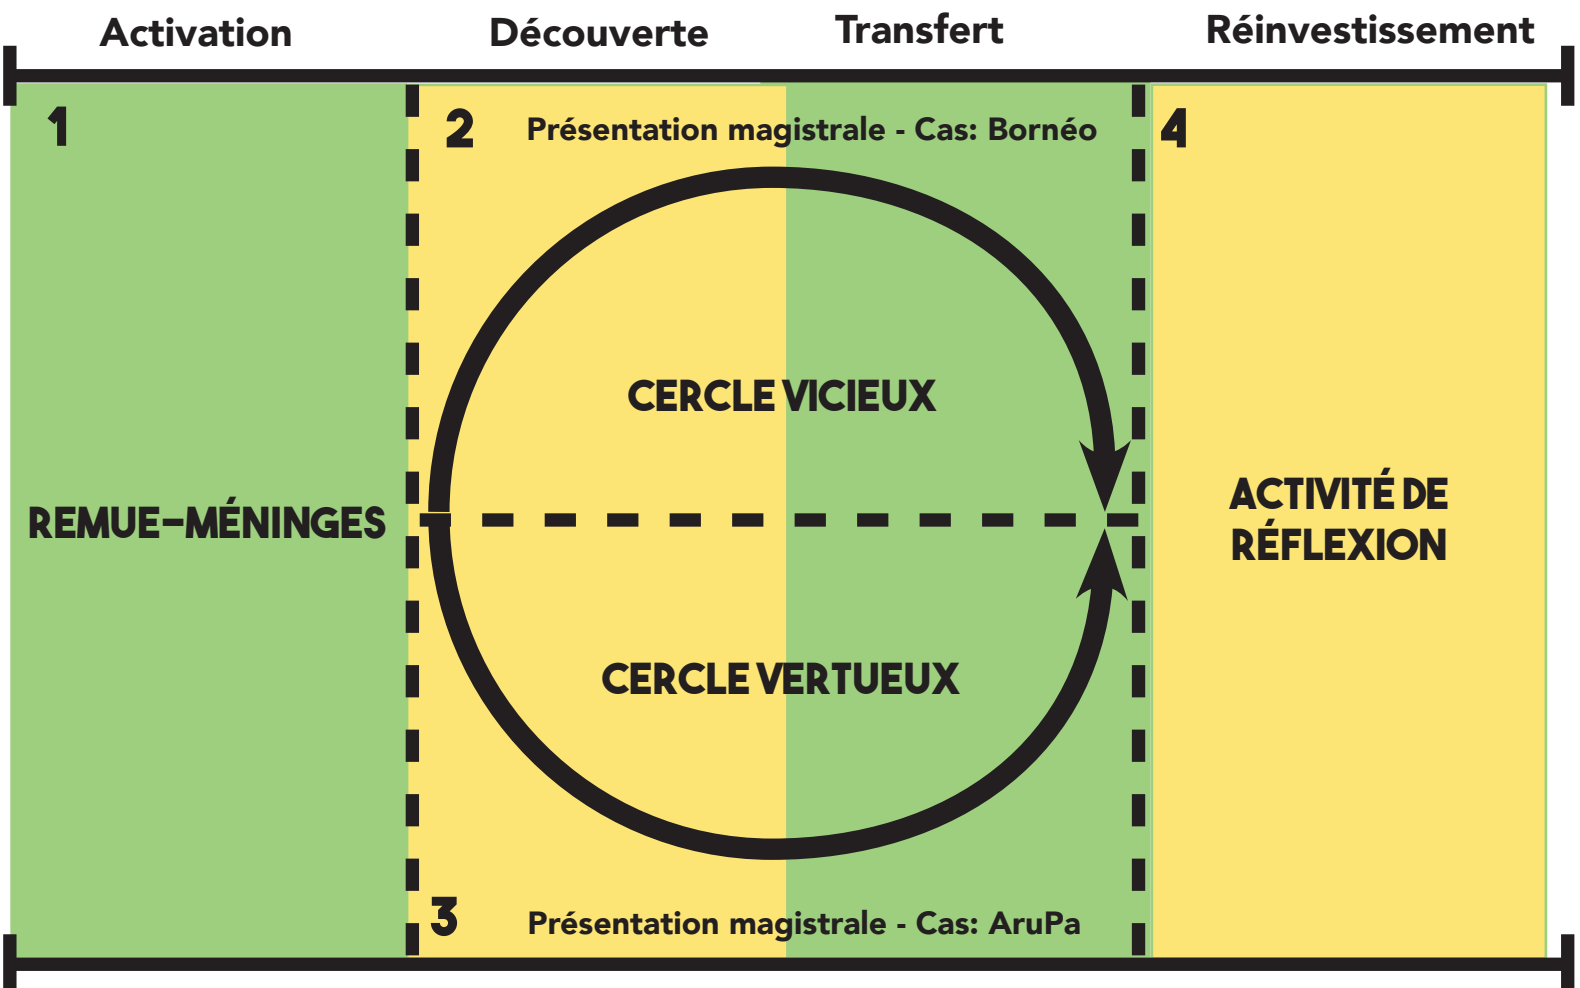 Activation
Découverte
Transfert
Réinvestissement
1
2
Présentation magistrale - Cas: Bornéo
4
CERCLE VICIEUX
REMUE-MÉNINGES
ACTIVITÉ DE
RÉFLEXION
CERCLE VERTUEUX
3
Présentation magistrale - Cas: AruPa